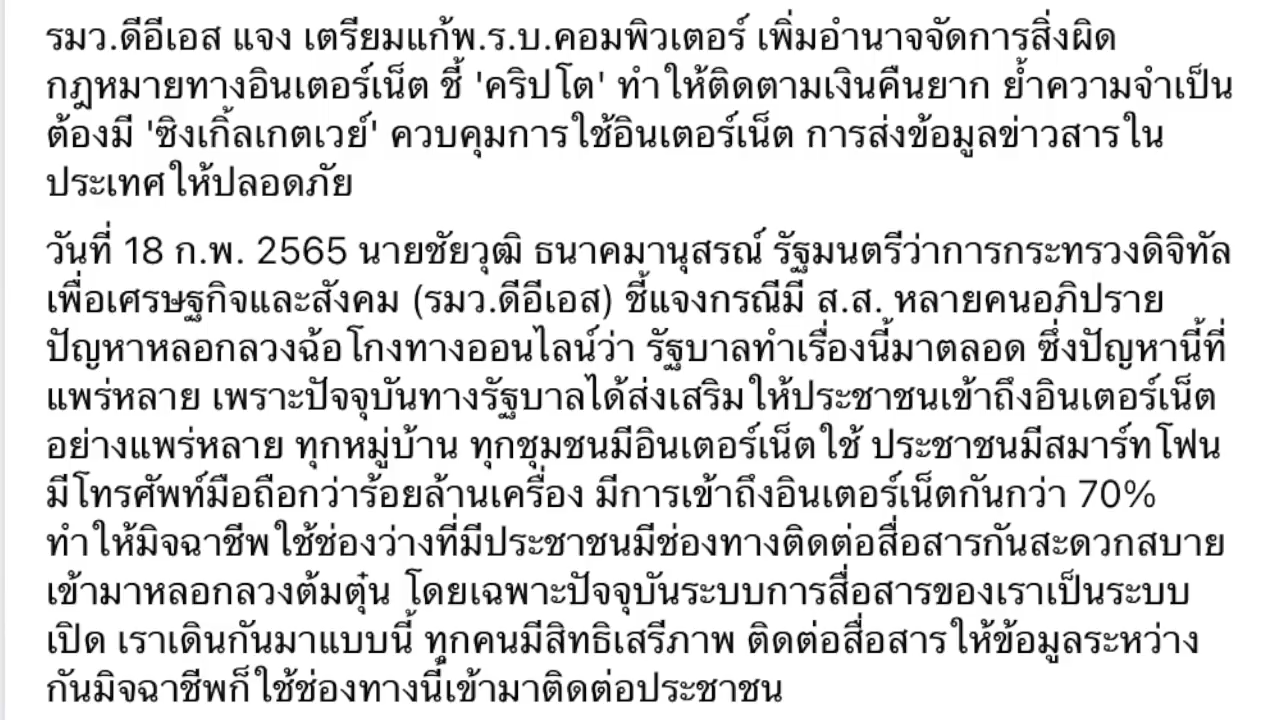 รมว.ดีอีเอส แจง เตรียมแก้พ.ร.บ.คอมพิวเตอร์ เพิ่มอำนาจจัดการสิ่งผิด
กฎหมายทางอินเตอร์เน็ต ชี้ 'คริปโต' ทำให้ติดตามเงินคืนยาก ย้ำความจำเป็น
ต้องมี 'ซิงเกิ้ลเกตเวย์' ควบคุมการใช้อินเตอร์เน็ต การส่งข้อมูลข่าวสารใน
ประเทศให้ปลอดภัย
วันที่ 18 ก.พ. 2565 นายชัยวุฒิ ธนาคมานุสรณ์ รัฐมนตรีว่าการกระทรวงดิจิทัล
เพื่อเศรษฐกิจและสังคม (รมว.ดีอีเอส) ชี้แจงกรณีมี ส.ส. หลายคนอภิปราย
ปัญหาหลอกลวงฉ้อโกงทางออนไลน์ว่า รัฐบาลทำเรื่องนี้มาตลอด ซึ่งปัญหานี้ที่
แพร่หลาย เพราะปัจจุบันทางรัฐบาลได้ส่งเสริมให้ประชาชนเข้าถึงอินเตอร์เน็ต
อย่างแพร่หลาย ทุกหมู่บ้าน ทุกชุมชนมีอินเตอร์เน็ตใช้ ประชาชนมีสมาร์ทโฟน
มีโทรศัพท์มือถือกว่าร้อยล้านเครื่อง มีการเข้าถึงอินเตอร์เน็ตกันกว่า 70%
ทำให้มิจฉาชีพใช้ช่องว่างที่มีประชาชนมีช่องทางติดต่อสื่อสารกันสะดวกสบาย
เข้ามาหลอกลวงต้มตุ๋น โดยเฉพาะปัจจุบันระบบการสื่อสารของเราเป็นระบบ
เปิด เราเดินกันมาแบบนี้ ทุกคนมีสิทธิเสรีภาพ ติดต่อสื่อสารให้ข้อมูลระหว่าง
กันมิจฉาชีพก็ใช้ช่องทางนี้เข้ามาติดต่อประชาชน